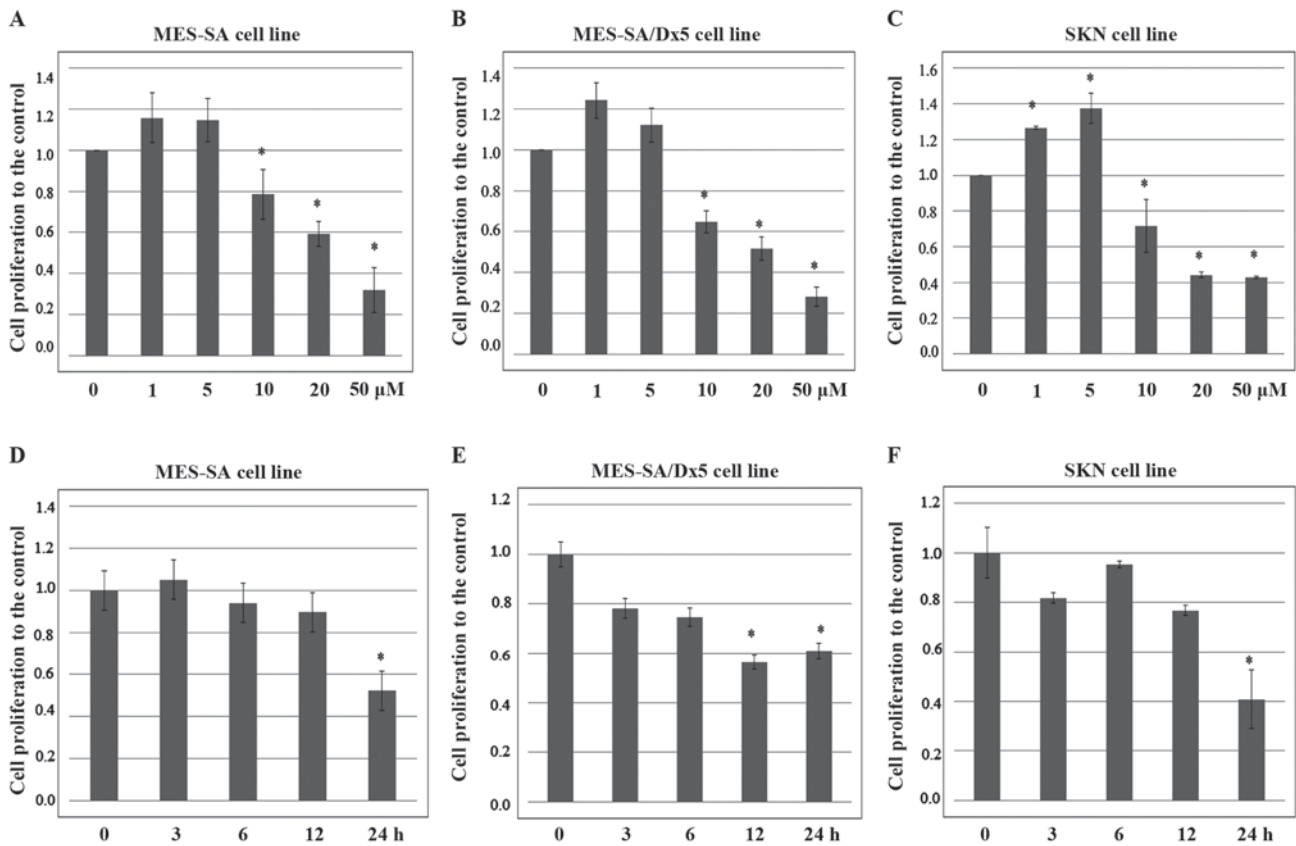 A
MES-SA cell line
Cell proliferation to the control
1.4
1.2
1.0
0.8
0.6
0.4
0.2
0.0
*
*
*
0 1 5 10 20 50 µM
B
MES-SA/Dx5 cell line
Cell proliferation to the control
1.4
1.2
1.0
0.8
0.6
0.4
0.2
0.0
*
*
*
0 1 5 10 20 50 µM
C
SKN cell line
Cell proliferation to the control
1.6
1.4
1.2
1.0
0.8
0.6
0.4
0.2
0.0
*
*
*
*
*
0 1 5 10 20 50 µM
D
MES-SA cell line
Cell proliferation to the control
1.4
1.2
1.0
0.8
0.6
0.4
0.2
0.0
*
0 3 6 12 24 h
E
MES-SA/Dx5 cell line
Cell proliferation to the control
1.2
1.0
0.8
0.6
0.4
0.2
0.0
*
*
0 3 6 12 24 h
F
SKN cell line
Cell proliferation to the control
1.2
1.0
0.8
0.6
0.4
0.2
0.0
*
0 3 6 12 24 h